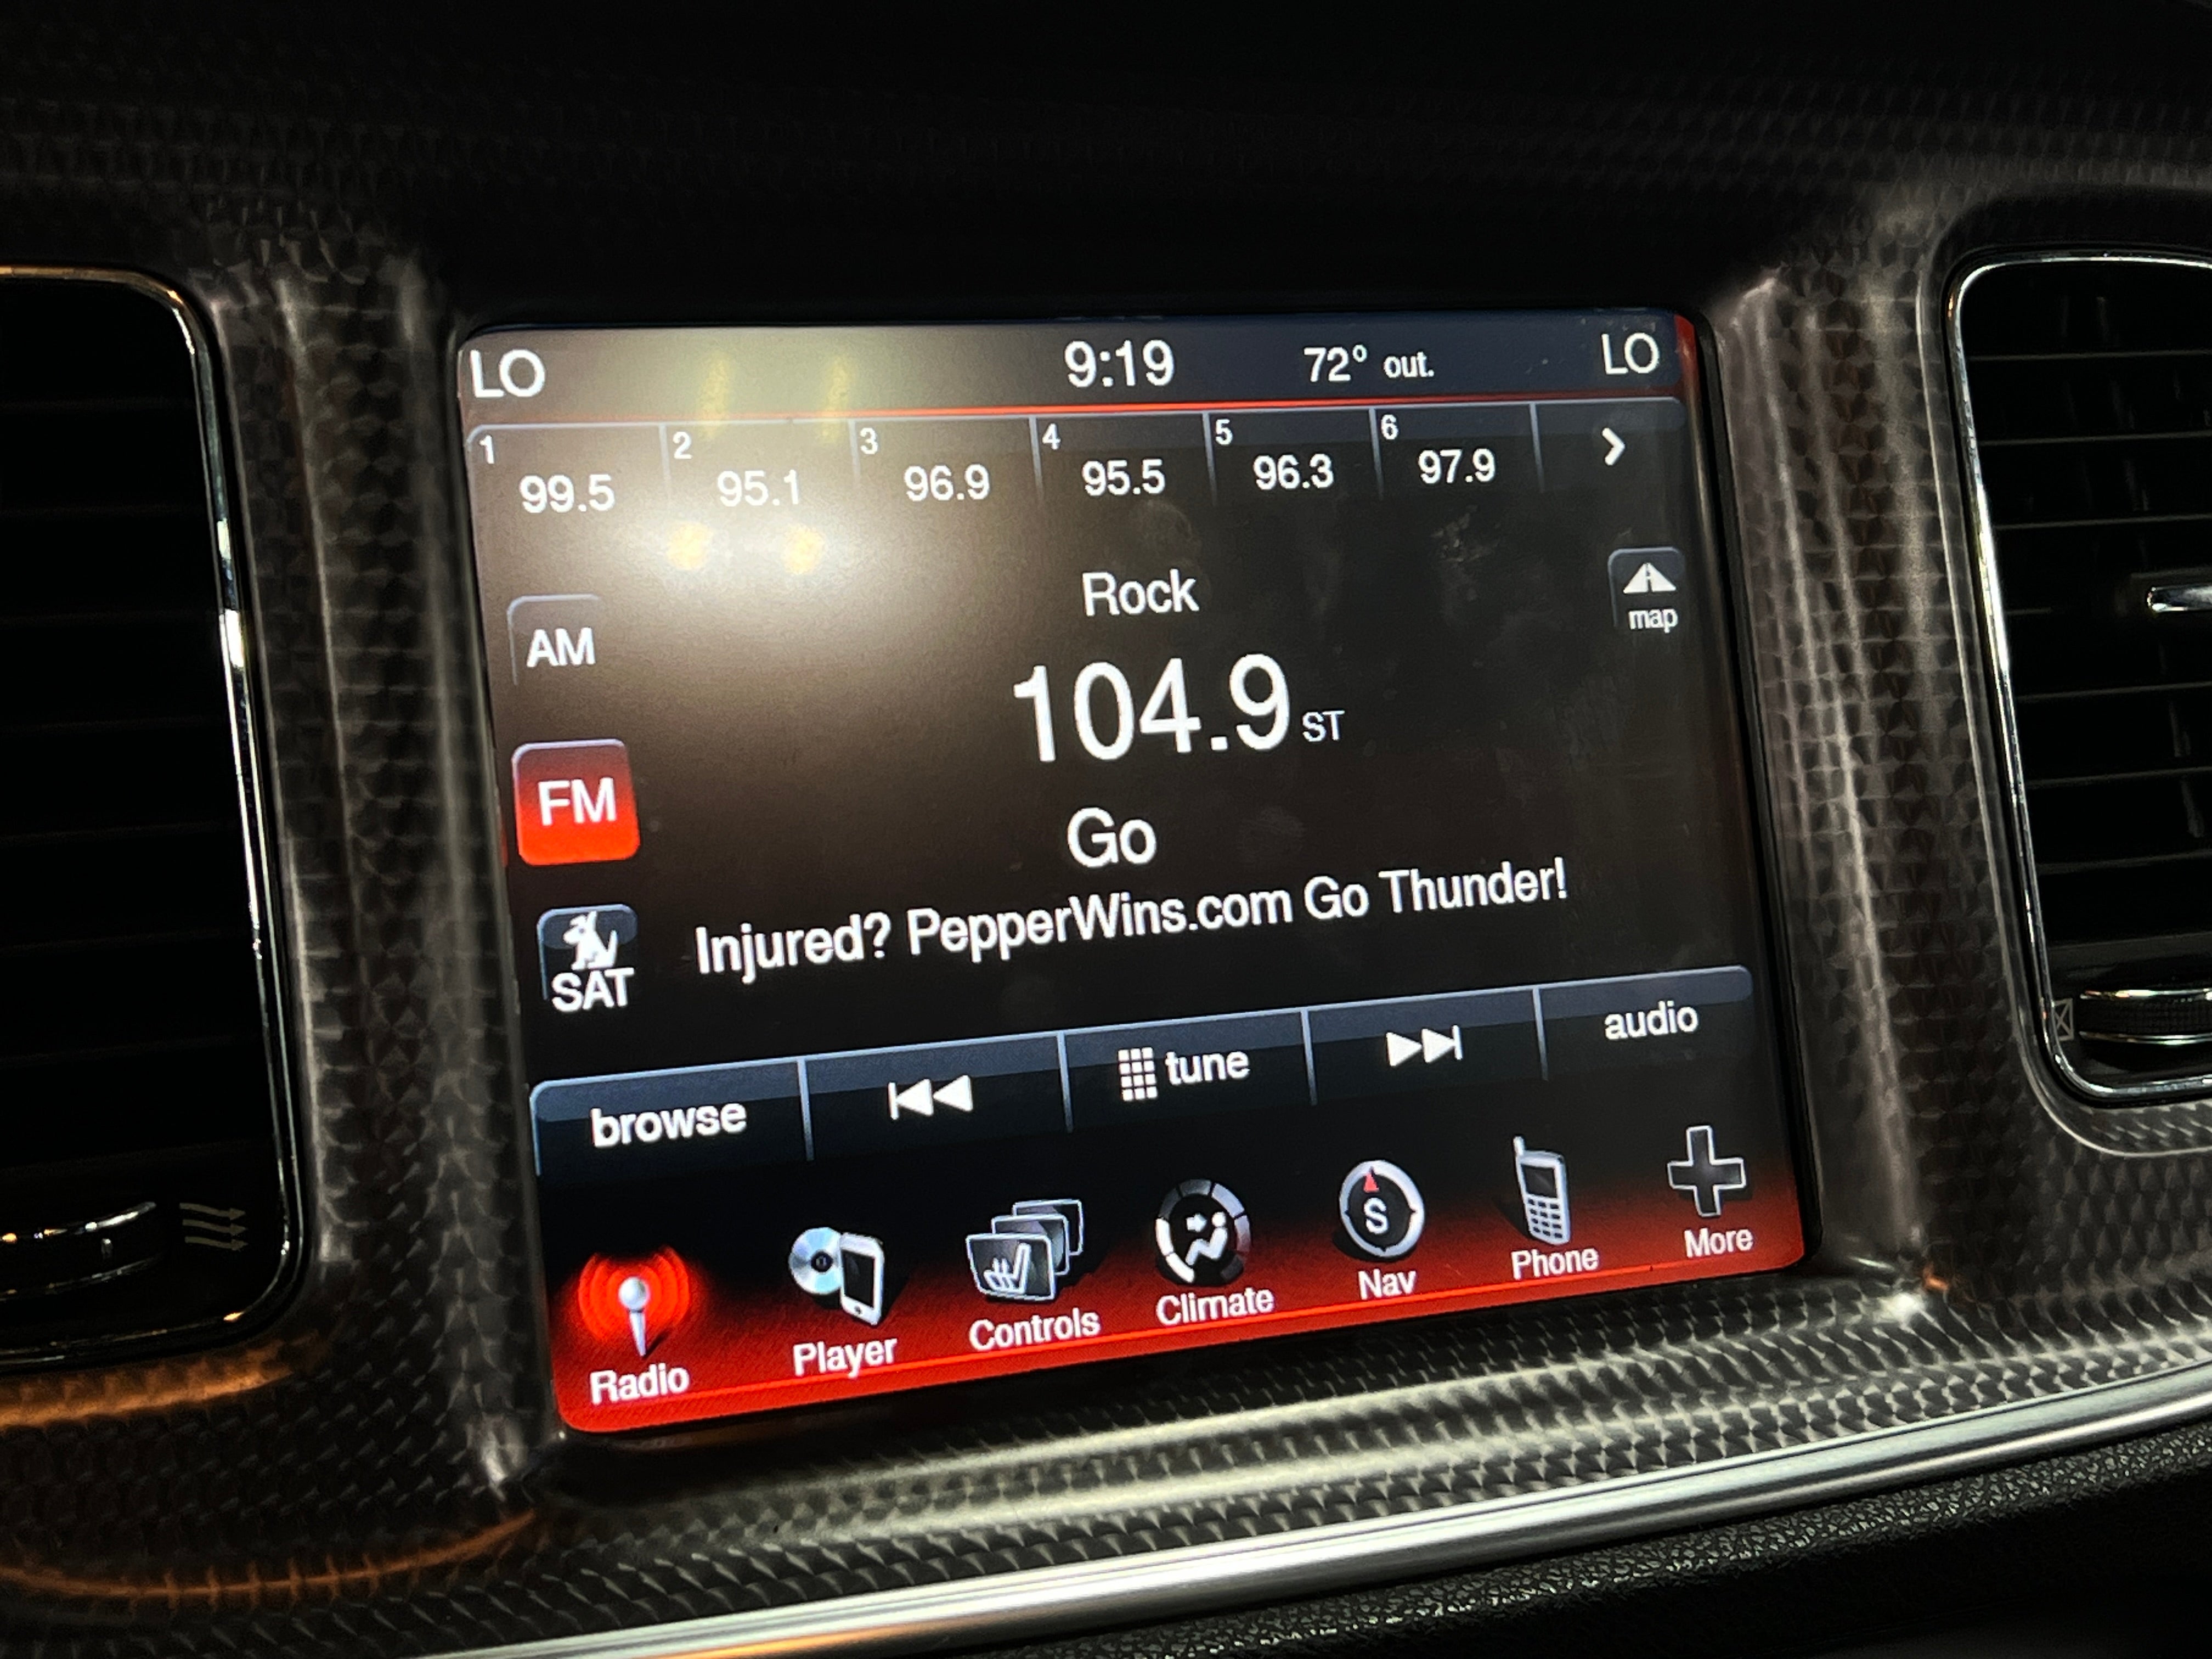 LO 9:19 72° out. LO
1 2 3 4 5 6
99.5 95.1 96.9 95.5 96.3 97.9
Rock
map
AM
104.9 ST
FM
Go
Injured? PepperWins.com Go Thunder!
SAT
browse tune audio
S
Radio Player Controls Climate Nav Phone More